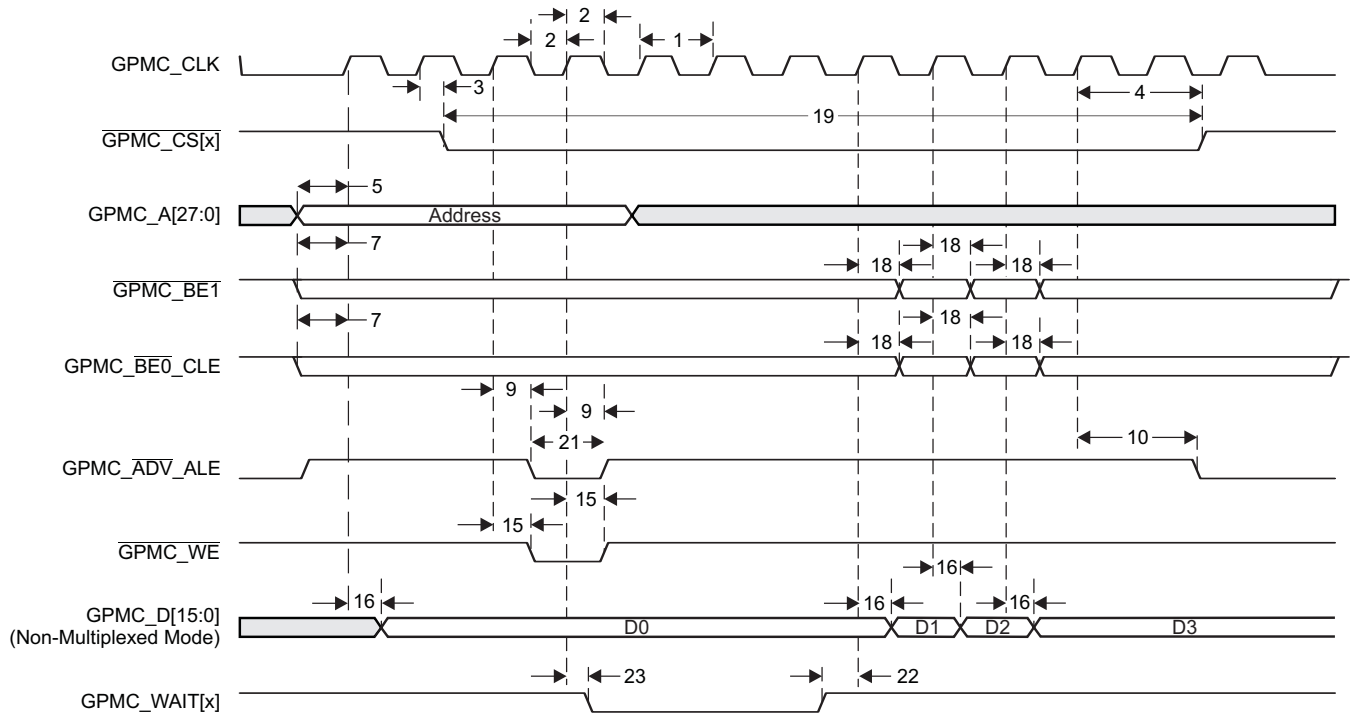 2
2
1
GPMC_CLK
3
4
19
GPMC_CS[x]
5
GPMC_A[27:0]
Address
7
18
18
18
GPMC_BE1
7
18
18
18
GPMC_BE0_CLE
9
9
21
10
GPMC_ADV_ALE
15
15
GPMC_WE
16
GPMC_D[15:0]
16
16
16
(Non-Multiplexed Mode)
D0
D1
D2
D3
23
22
GPMC_WAIT[x]